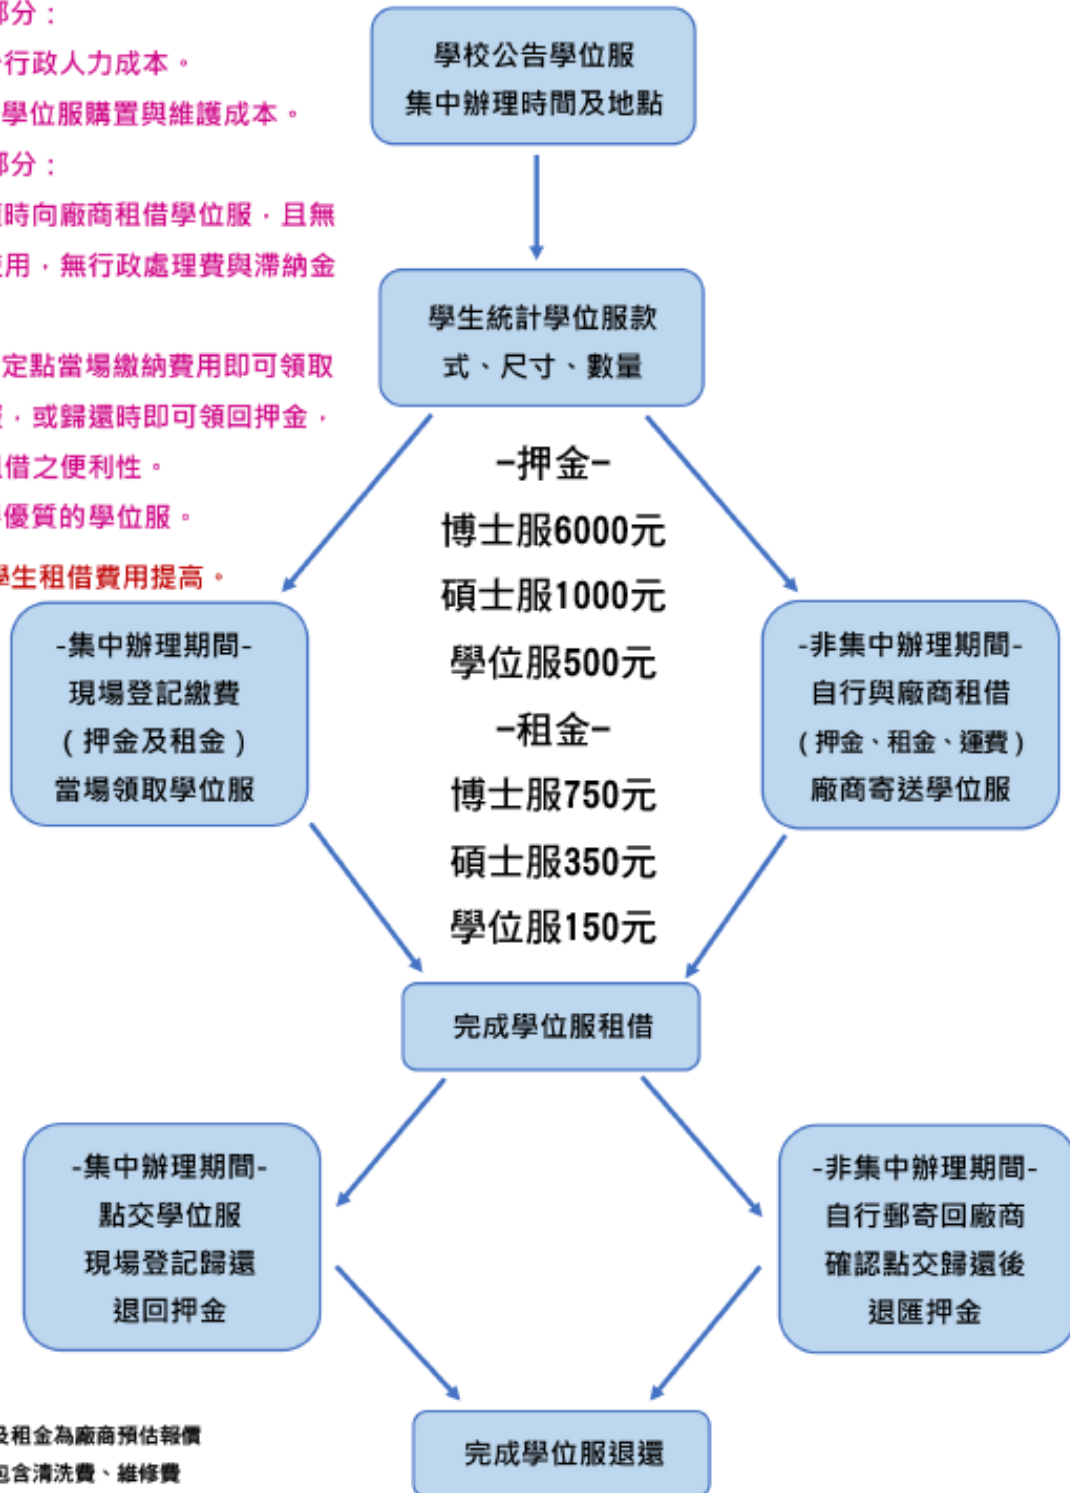 部分：
行政人力成本。
學位服購置與維護成本。
部分：
時向廠商租借學位服，且無
使用，無行政處理費與滯納金
定點當場繳納費用即可領取
服，或歸還時即可領回押金，
租借之便利性。
優質的學位服。
學生租借費用提高。
學校公告學位服
集中辦理時間及地點
學生統計學位服款
式、尺寸、數量
-押金-
博士服6000元
碩士服1000元
學位服500元
-租金-
博士服750元
碩士服350元
學位服150元
-集中辦理期間-
現場登記繳費
(押金及租金)
當場領取學位服
-非集中辦理期間-
自行與廠商租借
(押金、租金、運費)
廠商寄送學位服
完成學位服租借
-集中辦理期間-
點交學位服
現場登記歸還
退回押金
-非集中辦理期間-
自行郵寄回廠商
確認點交歸還後
退匯押金
完成學位服退還
及租金為廠商預估報價
包含清洗費、維修費